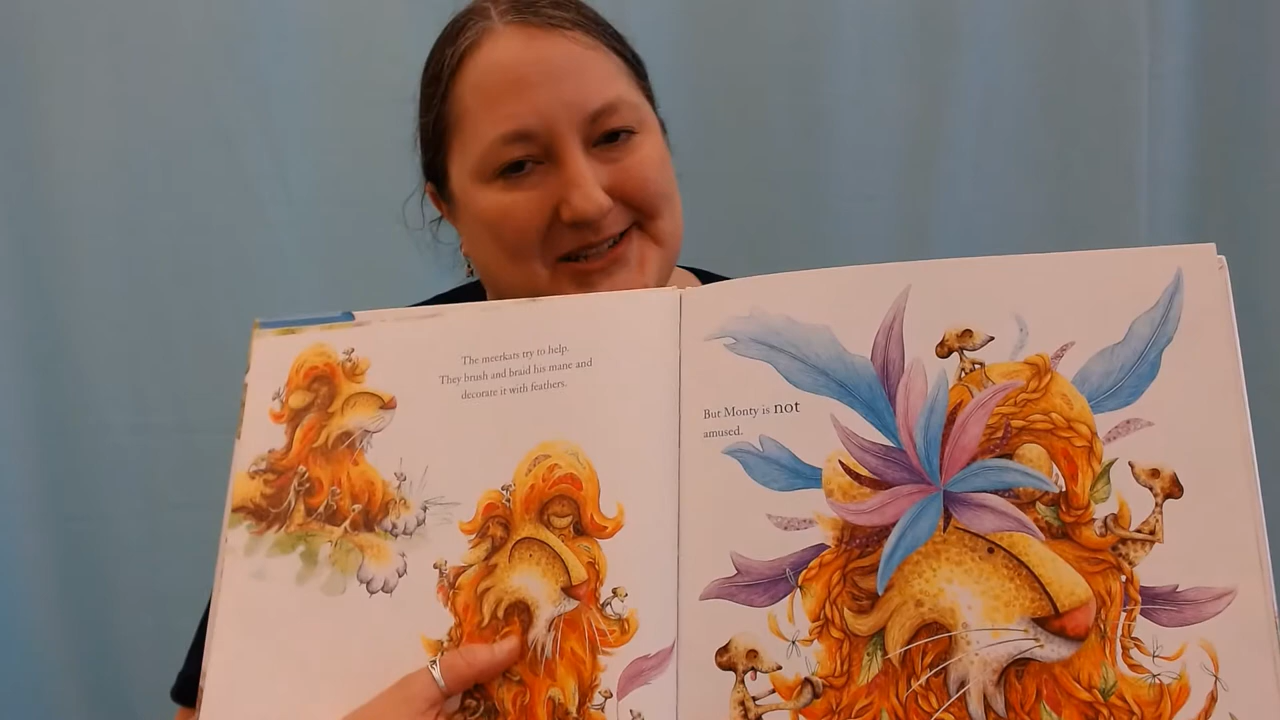 The meerkats try to help.
They brush and braid his mane and
decorate it with feathers.
But Monty is not
amused.